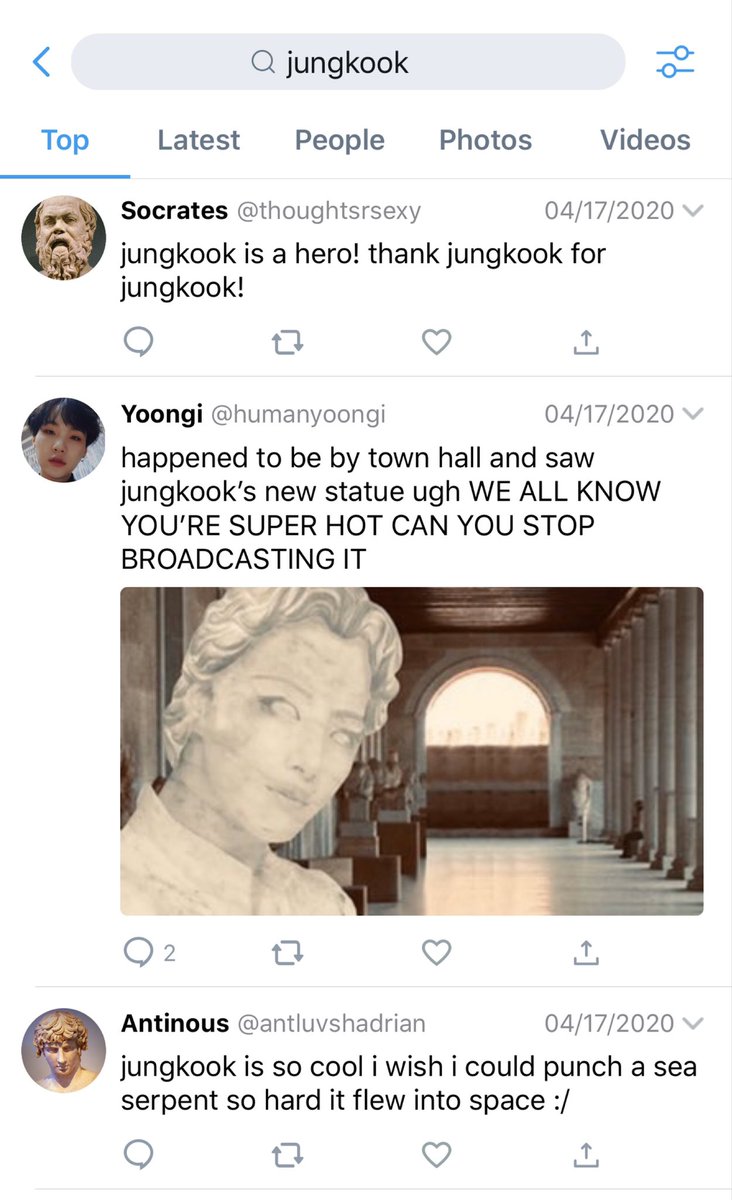 jungkook
Top Latest People Photos Videos
Socrates @thoughtsrsexy 04/17/2020
jungkook is a hero! thank jungkook for
jungkook!
Yoongi @humanyoongi 04/17/2020
happened to be by town hall and saw
jungkook’s new statue ugh WE ALL KNOW
YOU’RE SUPER HOT CAN YOU STOP
BROADCASTING IT
2
Antinous @antluvshadrian 04/17/2020
jungkook is so cool i wish i could punch a sea
serpent so hard it flew into space :/